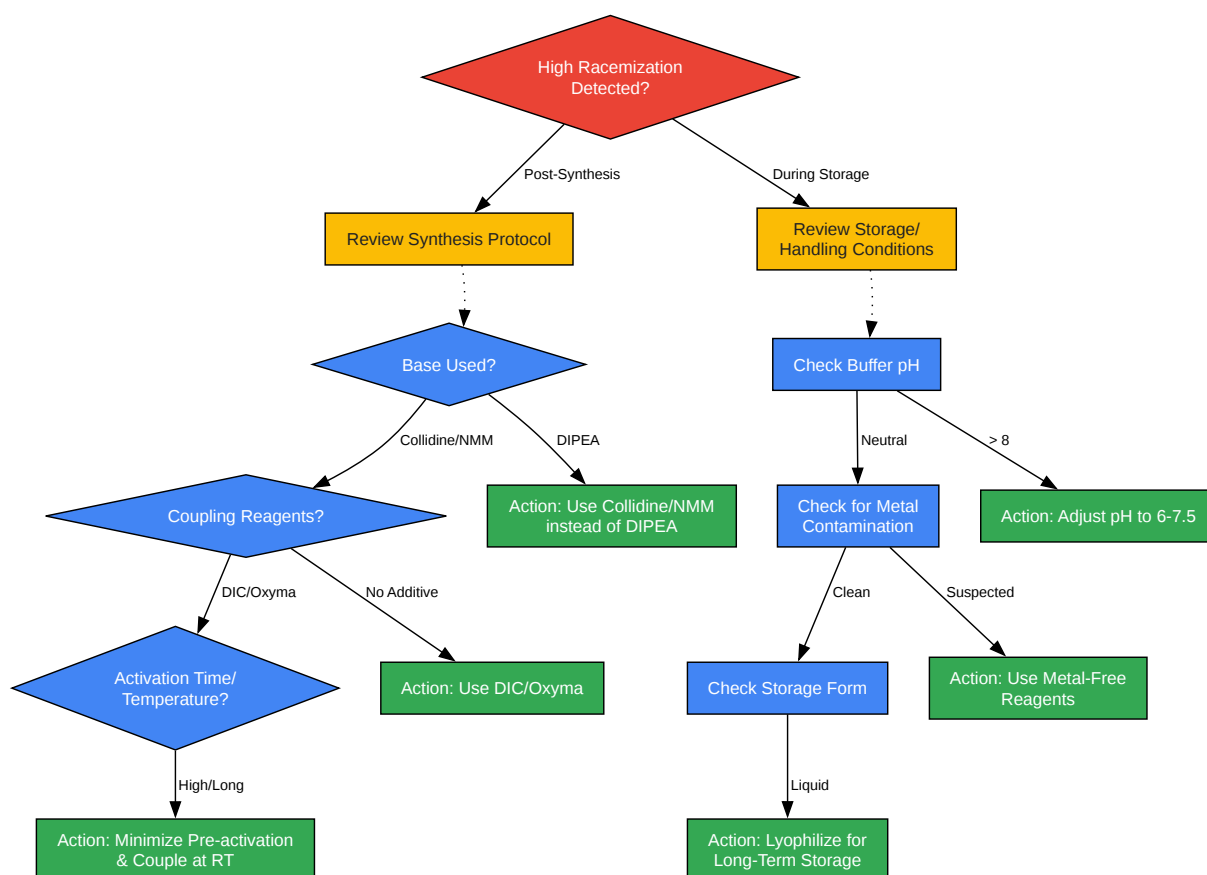 High Racemization
Detected?
Post-Synthesis
During Storage
Review Synthesis Protocol
Review Storage/
Handling Conditions
Base Used?
Check Buffer pH
Collidine/NMM
DIPEA
Neutral
> 8
Coupling Reagents?
Action: Use Collidine/NMM
instead of DIPEA
Check for Metal
Contamination
Action: Adjust pH to 6-7.5
DIC/Oxyma
No Additive
Clean
Suspected
Activation Time/
Temperature?
Action: Use DIC/Oxyma
Check Storage Form
Action: Use Metal-Free
Reagents
High/Long
Liquid
Action: Minimize Pre-activation
& Couple at RT
Action: Lyophilize for
Long-Term Storage